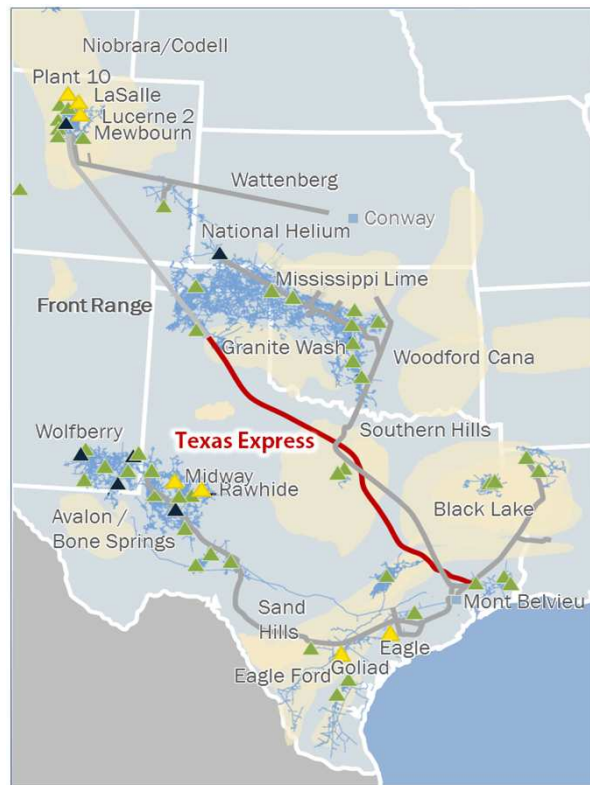 Niobrara/Codell
Plant 10
LaSalle
Lucerne 2
Mewbourn
Wattenberg
Conway
National Helium
Mississippi Lime
Front Range
Granite Wash
Woodford Cana
Texas Express
Southern Hills
Wolfberry
Midway
Rawhide
Black Lake
Avalon /
Bone Springs
Mont Belvieu
Sand
Hills
Eagle
Goliad
Eagle Ford